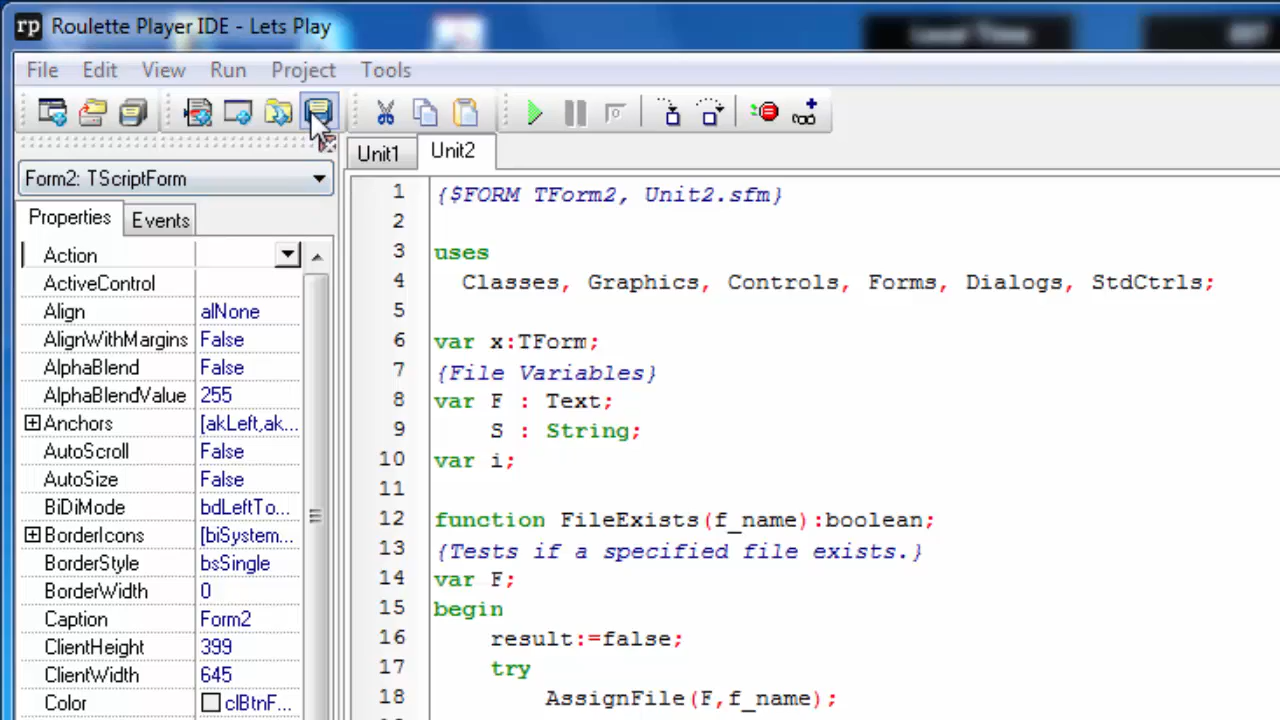 rp Roulette Player IDE - Lets Play
Local Time
File Edit View Run Project Tools
Unit1 Unit2
Form2: TScriptForm
Properties Events
Action
ActiveControl
Align alNone
AlignWithMargins False
AlphaBlend False
AlphaBlendValue 255
Anchors [akLeft,ak...
AutoScroll False
AutoSize False
BiDiMode bdLeftTo...
BorderIcons [biSystem...
BorderStyle bsSingle
BorderWidth 0
Caption Form2
ClientHeight 399
ClientWidth 645
Color clBtnF...
1 {$FORM TForm2, Unit2.sfm}
2
3 uses
4 Classes, Graphics, Controls, Forms, Dialogs, StdCtrls;
5
6 var x:TForm;
7 {File Variables}
8 var F : Text;
9 S : String;
10 var i;
11
12 function FileExists(f_name):boolean;
13 {Tests if a specified file exists.}
14 var F;
15 begin
16 result:=false;
17 try
18 AssignFile(F,f_name);